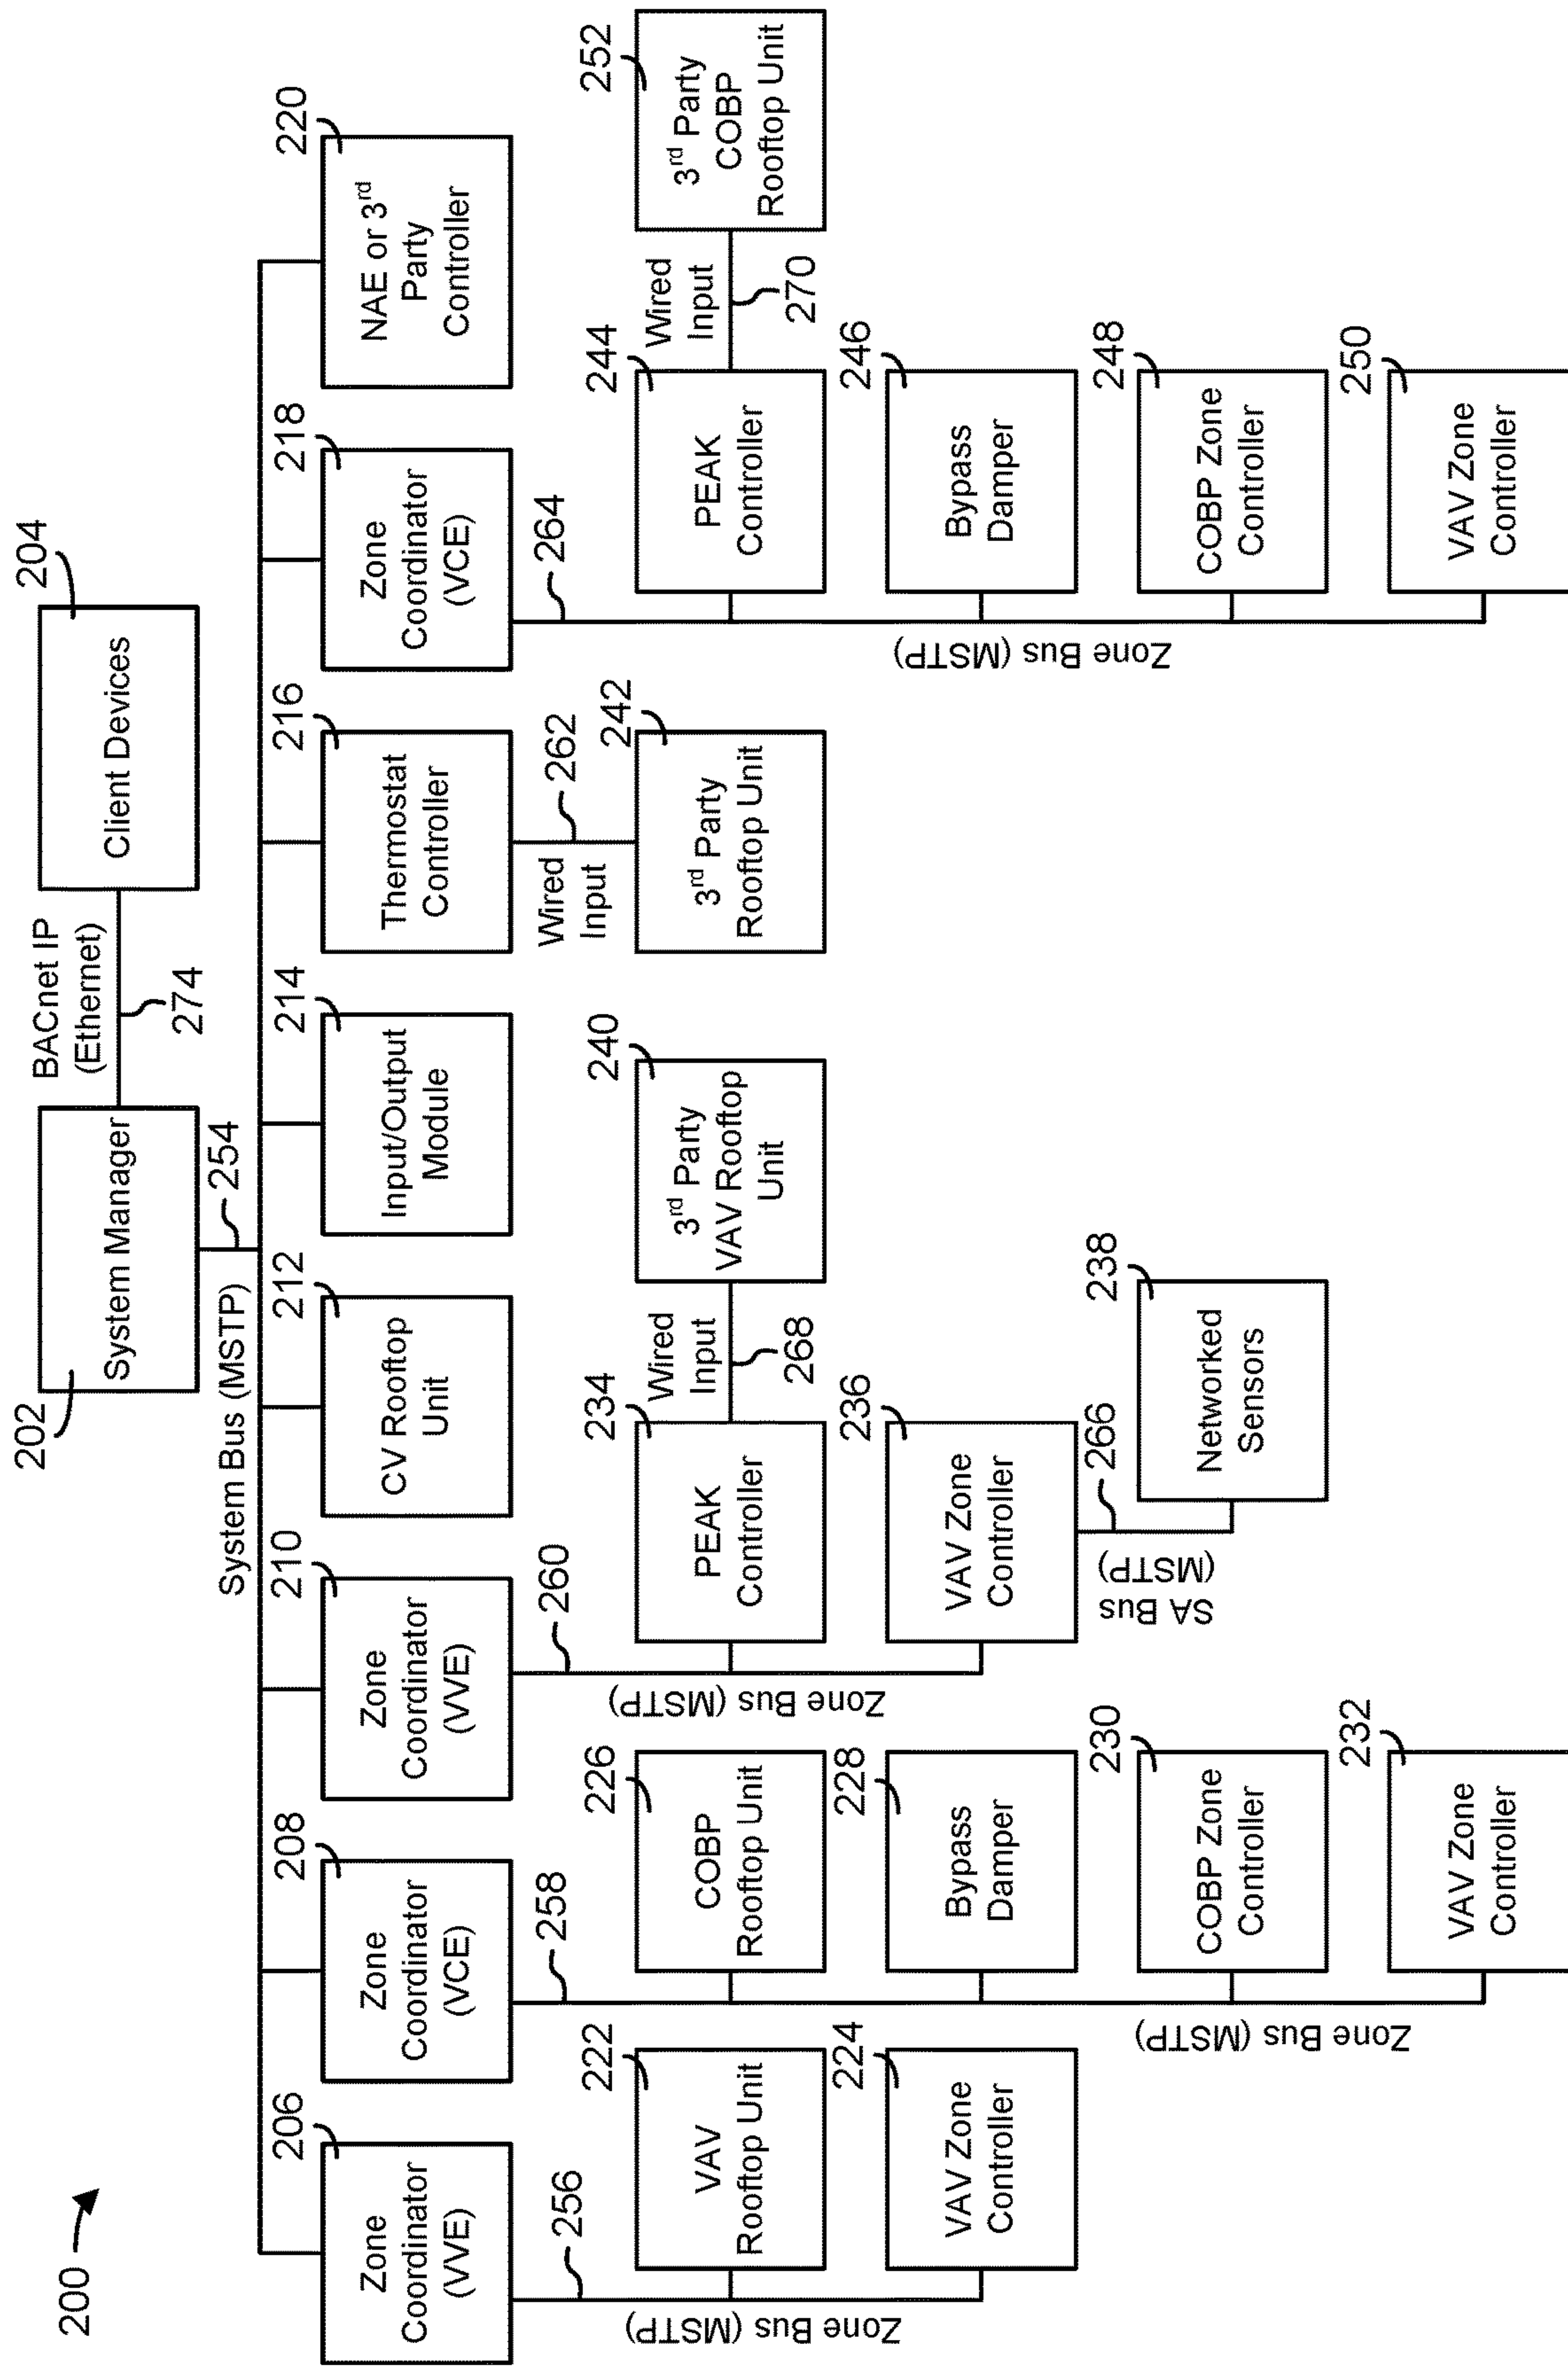 200
202
System Manager
BACnet IP
(Ethernet)
274
204
Client Devices
System Bus (MSTP)
254
206
Zone
Coordinator
(VVE)
208
Zone
Coordinator
(VCE)
210
Zone
Coordinator
(VVE)
212
CV Rooftop
Unit
214
Input/Output
Module
216
Thermostat
Controller
218
Zone
Coordinator
(VCE)
220
NAE or 3rd
Party
Controller
256
Zone Bus (MSTP)
222
VAV
Rooftop Unit
224
VAV Zone
Controller
258
Zone Bus (MSTP)
226
COBP
Rooftop Unit
228
Bypass
Damper
230
COBP Zone
Controller
232
VAV Zone
Controller
260
Zone Bus (MSTP)
234
PEAK
Controller
Wired
Input
268
240
3rd Party
VAV Rooftop
Unit
236
VAV Zone
Controller
266
SA Bus
(MSTP)
238
Networked
Sensors
Wired
Input
262
242
3rd Party
Rooftop Unit
264
Zone Bus (MSTP)
244
PEAK
Controller
Wired
Input
270
252
3rd Party
COBP
Rooftop Unit
246
Bypass
Damper
248
COBP Zone
Controller
250
VAV Zone
Controller